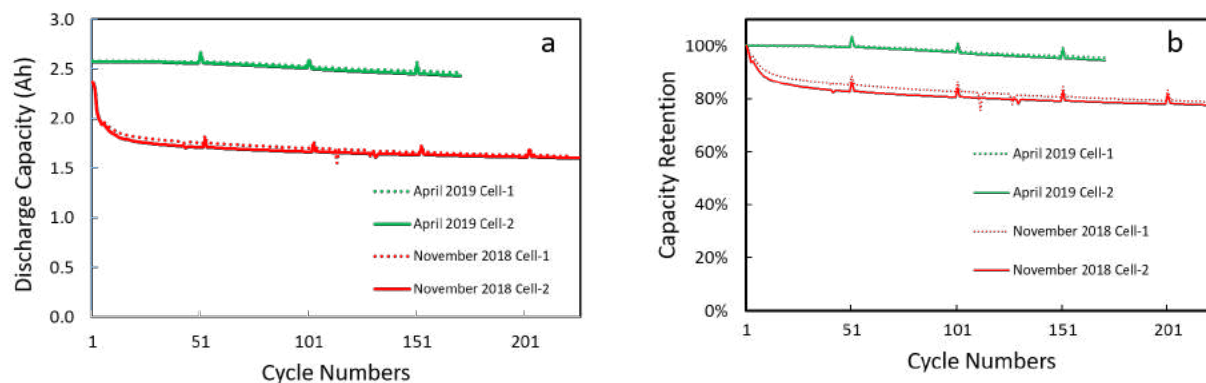 a
Discharge Capacity (Ah)
3.0
2.5
2.0
1.5
1.0
0.5
0.0
1 51 101 151 201
Cycle Numbers
April 2019 Cell-1
April 2019 Cell-2
November 2018 Cell-1
November 2018 Cell-2
b
Capacity Retention
100%
80%
60%
40%
20%
0%
1 51 101 151 201
Cycle Numbers
April 2019 Cell-1
April 2019 Cell-2
November 2018 Cell-1
November 2018 Cell-2